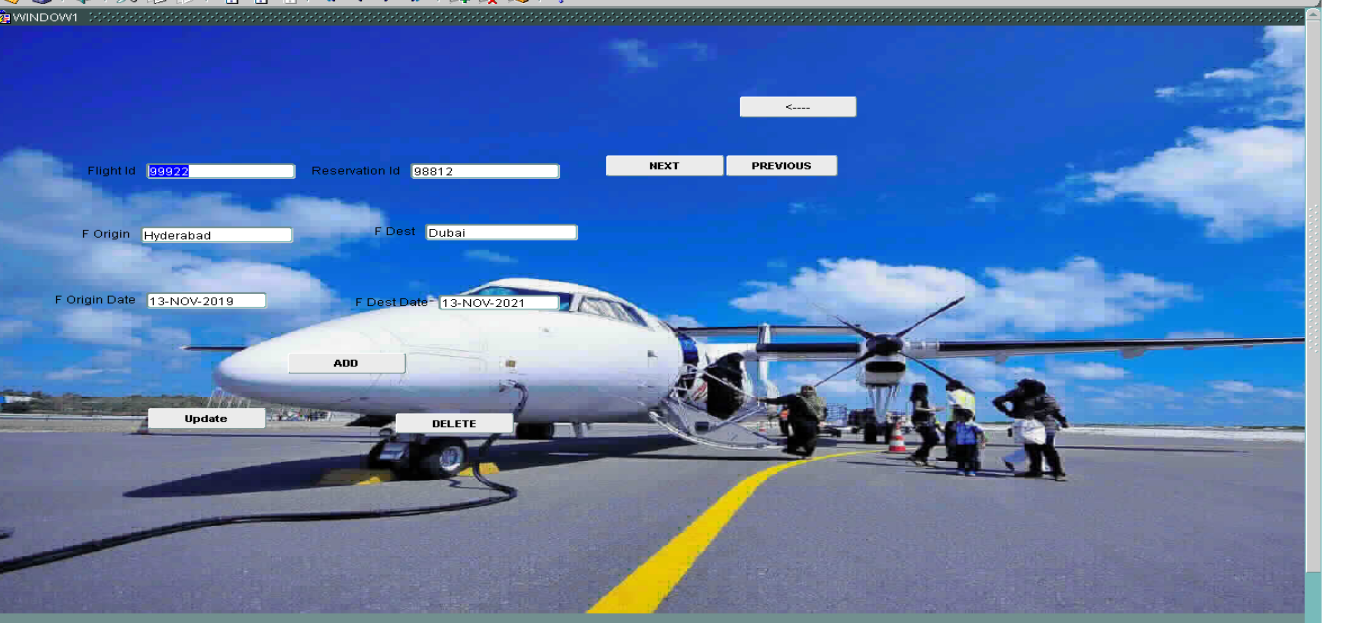 WINDOW1
<----
Flight Id 99922 Reservation Id 98812 NEXT PREVIOUS
F Origin Hyderabad F Dest Dubai
F Origin Date 13-NOV-2019 F Dest Date 13-NOV-2021
ADD
Update DELETE